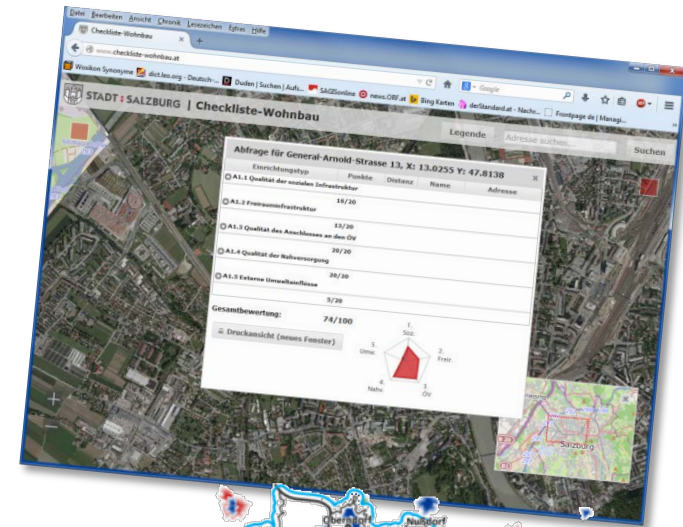 Datei Bearbeiten Ansicht Chronik Lesezeichen Extras Hilfe
Checkliste-Wohnbau × +
www.checkliste-wohnbau.at Google
Woxikon Synonyme dict.leo.org - Deutsch-... Duden | Suchen | Aufs... SAGISonline news.ORF.at Bing Karten derStandard.at - Nachr... Frontpage de | Managi...
STADT : SALZBURG | Checkliste-Wohnbau
Legende Adresse suchen... Suchen
Abfrage für General-Arnold-Strasse 13, X: 13.0255 Y: 47.8138 ×
Einrichtungstyp Punkte Distanz Name Adresse
A1.1 Qualität der sozialen Infrastruktur
16/20
A1.2 Freirauminfrastruktur
13/20
A1.3 Qualität des Anschlusses an den ÖV
20/20
A1.4 Qualität der Nahversorgung
20/20
A1.5 Externe Umwelteinflüsse
5/20
Gesamtbewertung: 74/100
Druckansicht (neues Fenster)
1.
Soz.
2.
Freir.
3.
ÖV
4.
Nahv.
5.
Umw.
Salzburg
Oberndorf
Nußdorf